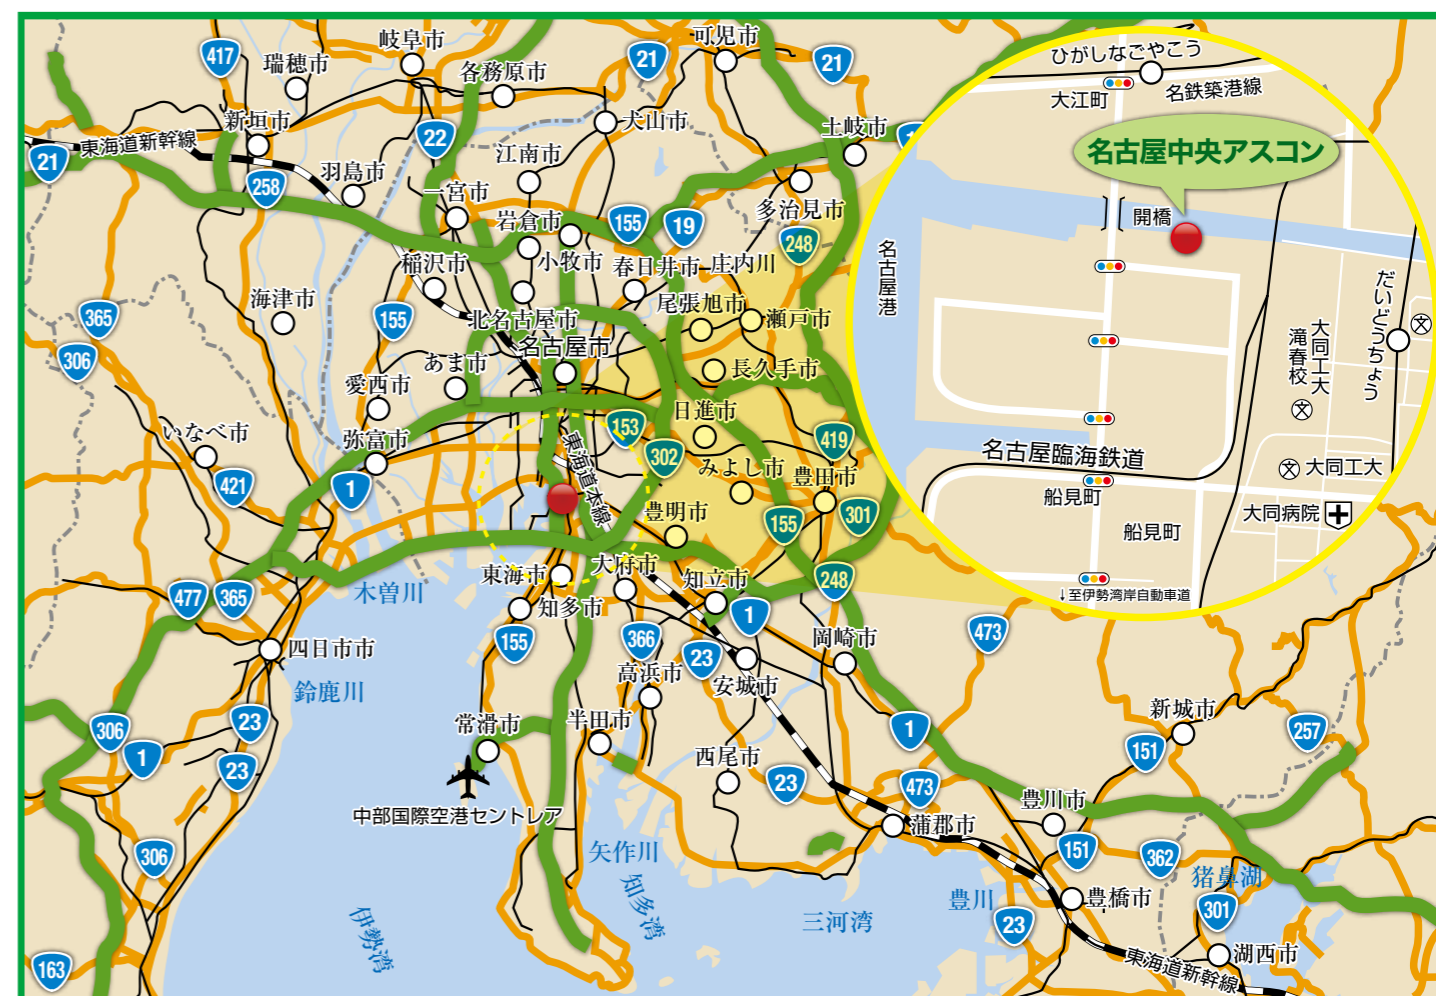 417
岐阜市
可児市
瑞穂市
各務原市
21
21
ひがしなごやこう
大江町
名鉄築港線
新垣市
22
犬山市
土岐市
東海道新幹線
21
江南市
名古屋中央アスコン
羽島市
258
一宮市
岩倉市
155
19
多治見市
開橋
248
稲沢市
小牧市
春日井市
庄内川
名古屋港
海津市
尾張旭市
瀬戸市
だいどうちょう
文
365
155
北名古屋市
名古屋市
306
あま市
長久手市
大同工大
滝春校
文
愛西市
日進市
いなべ市
弥富市
153
東海道本線
302
みよし市
419
豊田市
名古屋臨海鉄道
文
大同工大
421
1
船見町
大同病院
豊明市
155
301
船見町
東海市
大府市
知立市
248
↓至伊勢湾岸自動車道
木曽川
477
365
知多市
1
473
155
366
岡崎市
四日市市
23
高浜市
安城市
鈴鹿川
306
1
23
常滑市
半田市
1
新城市
257
151
23
西尾市
23
473
中部国際空港セントレア
豊川市
蒲郡市
306
矢作川
151
362
猪鼻湖
知多湾
豊川
豊橋市
301
伊勢湾
三河湾
23
163
東海道新幹線
湖西市